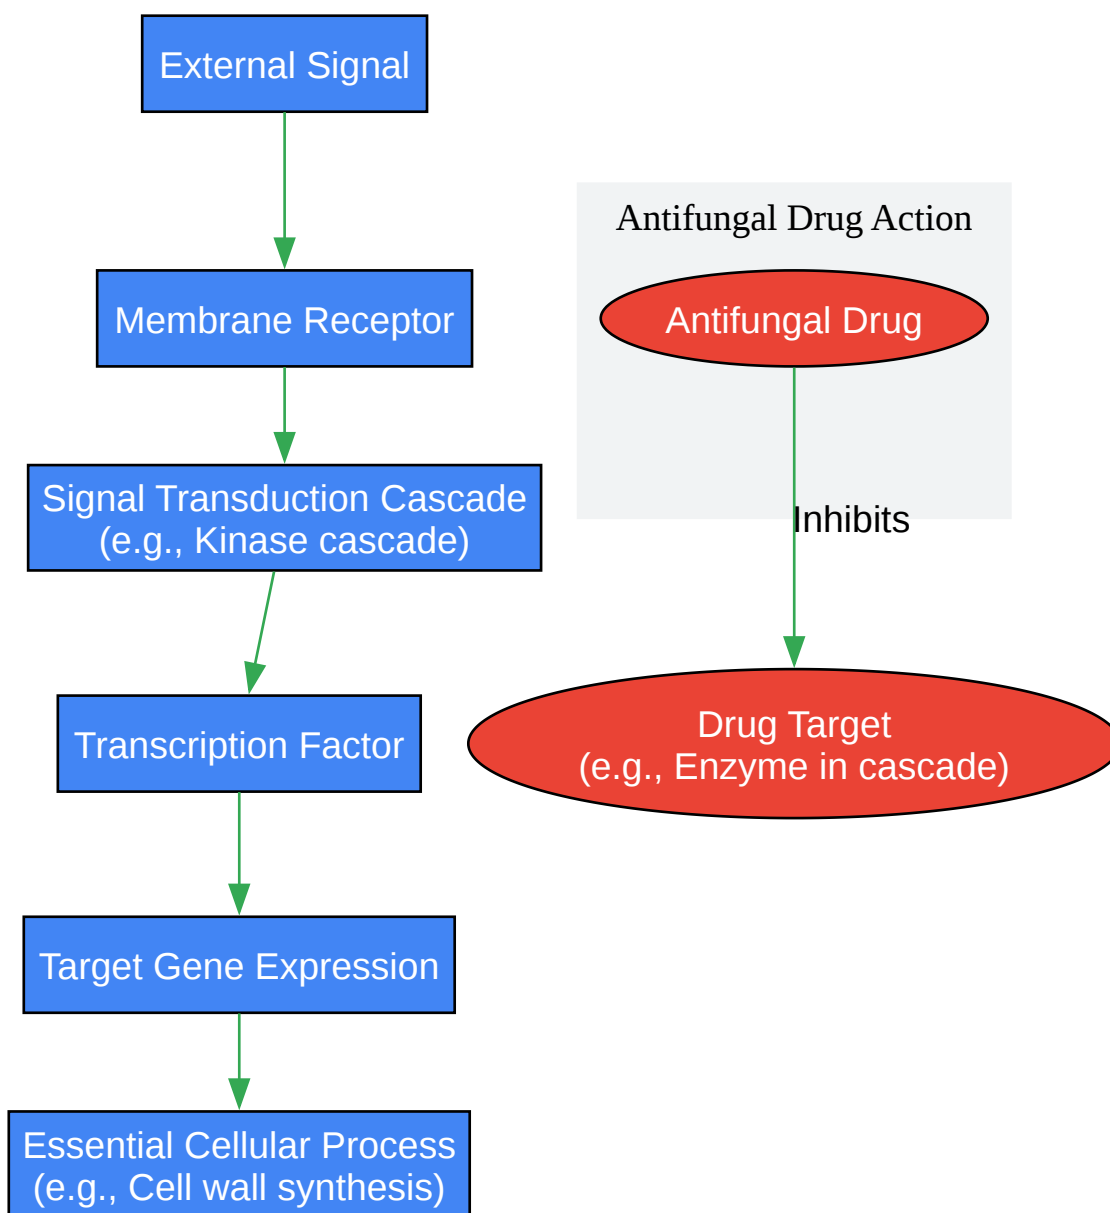 External Signal
Antifungal Drug Action
Membrane Receptor
Antifungal Drug
Signal Transduction Cascade
(e.g., Kinase cascade)
Inhibits
Transcription Factor
Drug Target
(e.g., Enzyme in cascade)
Target Gene Expression
Essential Cellular Process
(e.g., Cell wall synthesis)